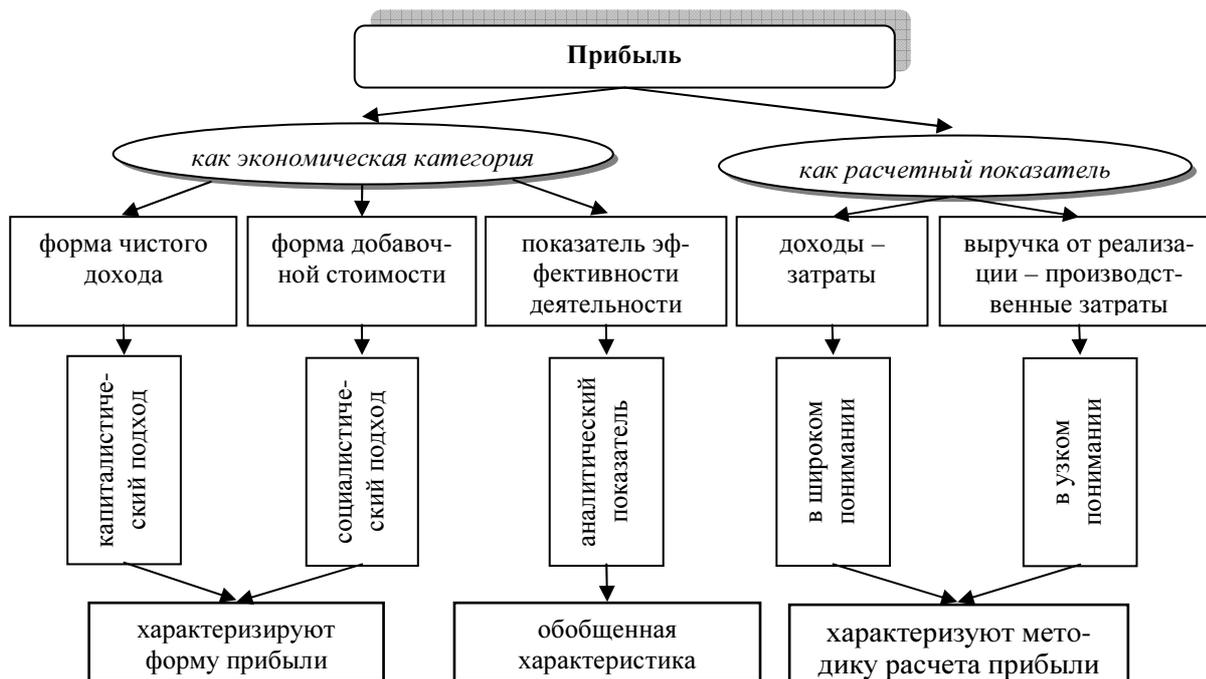 Прибыль
как экономическая категория
как расчетный показатель
форма чистого
дохода
форма добавоч-
ной стоимости
показатель эф-
фективности
деятельности
доходы –
затраты
выручка от реализа-
ции – производст-
венные затраты
капиталистиче-
ский подход
социалистиче-
ский подход
аналитический
показатель
в широком
понимании
в узком
понимании
характеризируют
форму прибыли
обобщенная
характеристика
характеризуют мето-
дику расчета прибыли